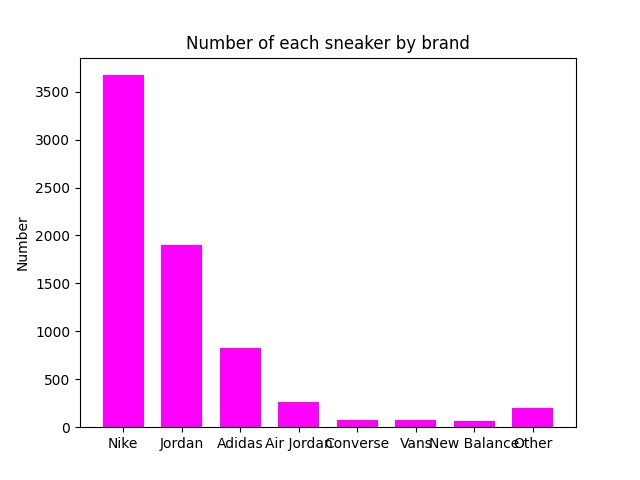 Number of each sneaker by brand
Number
3500
3000
2500
2000
1500
1000
500
0
Nike Jordan Adidas Air Jordan Converse Vans New Balance Other